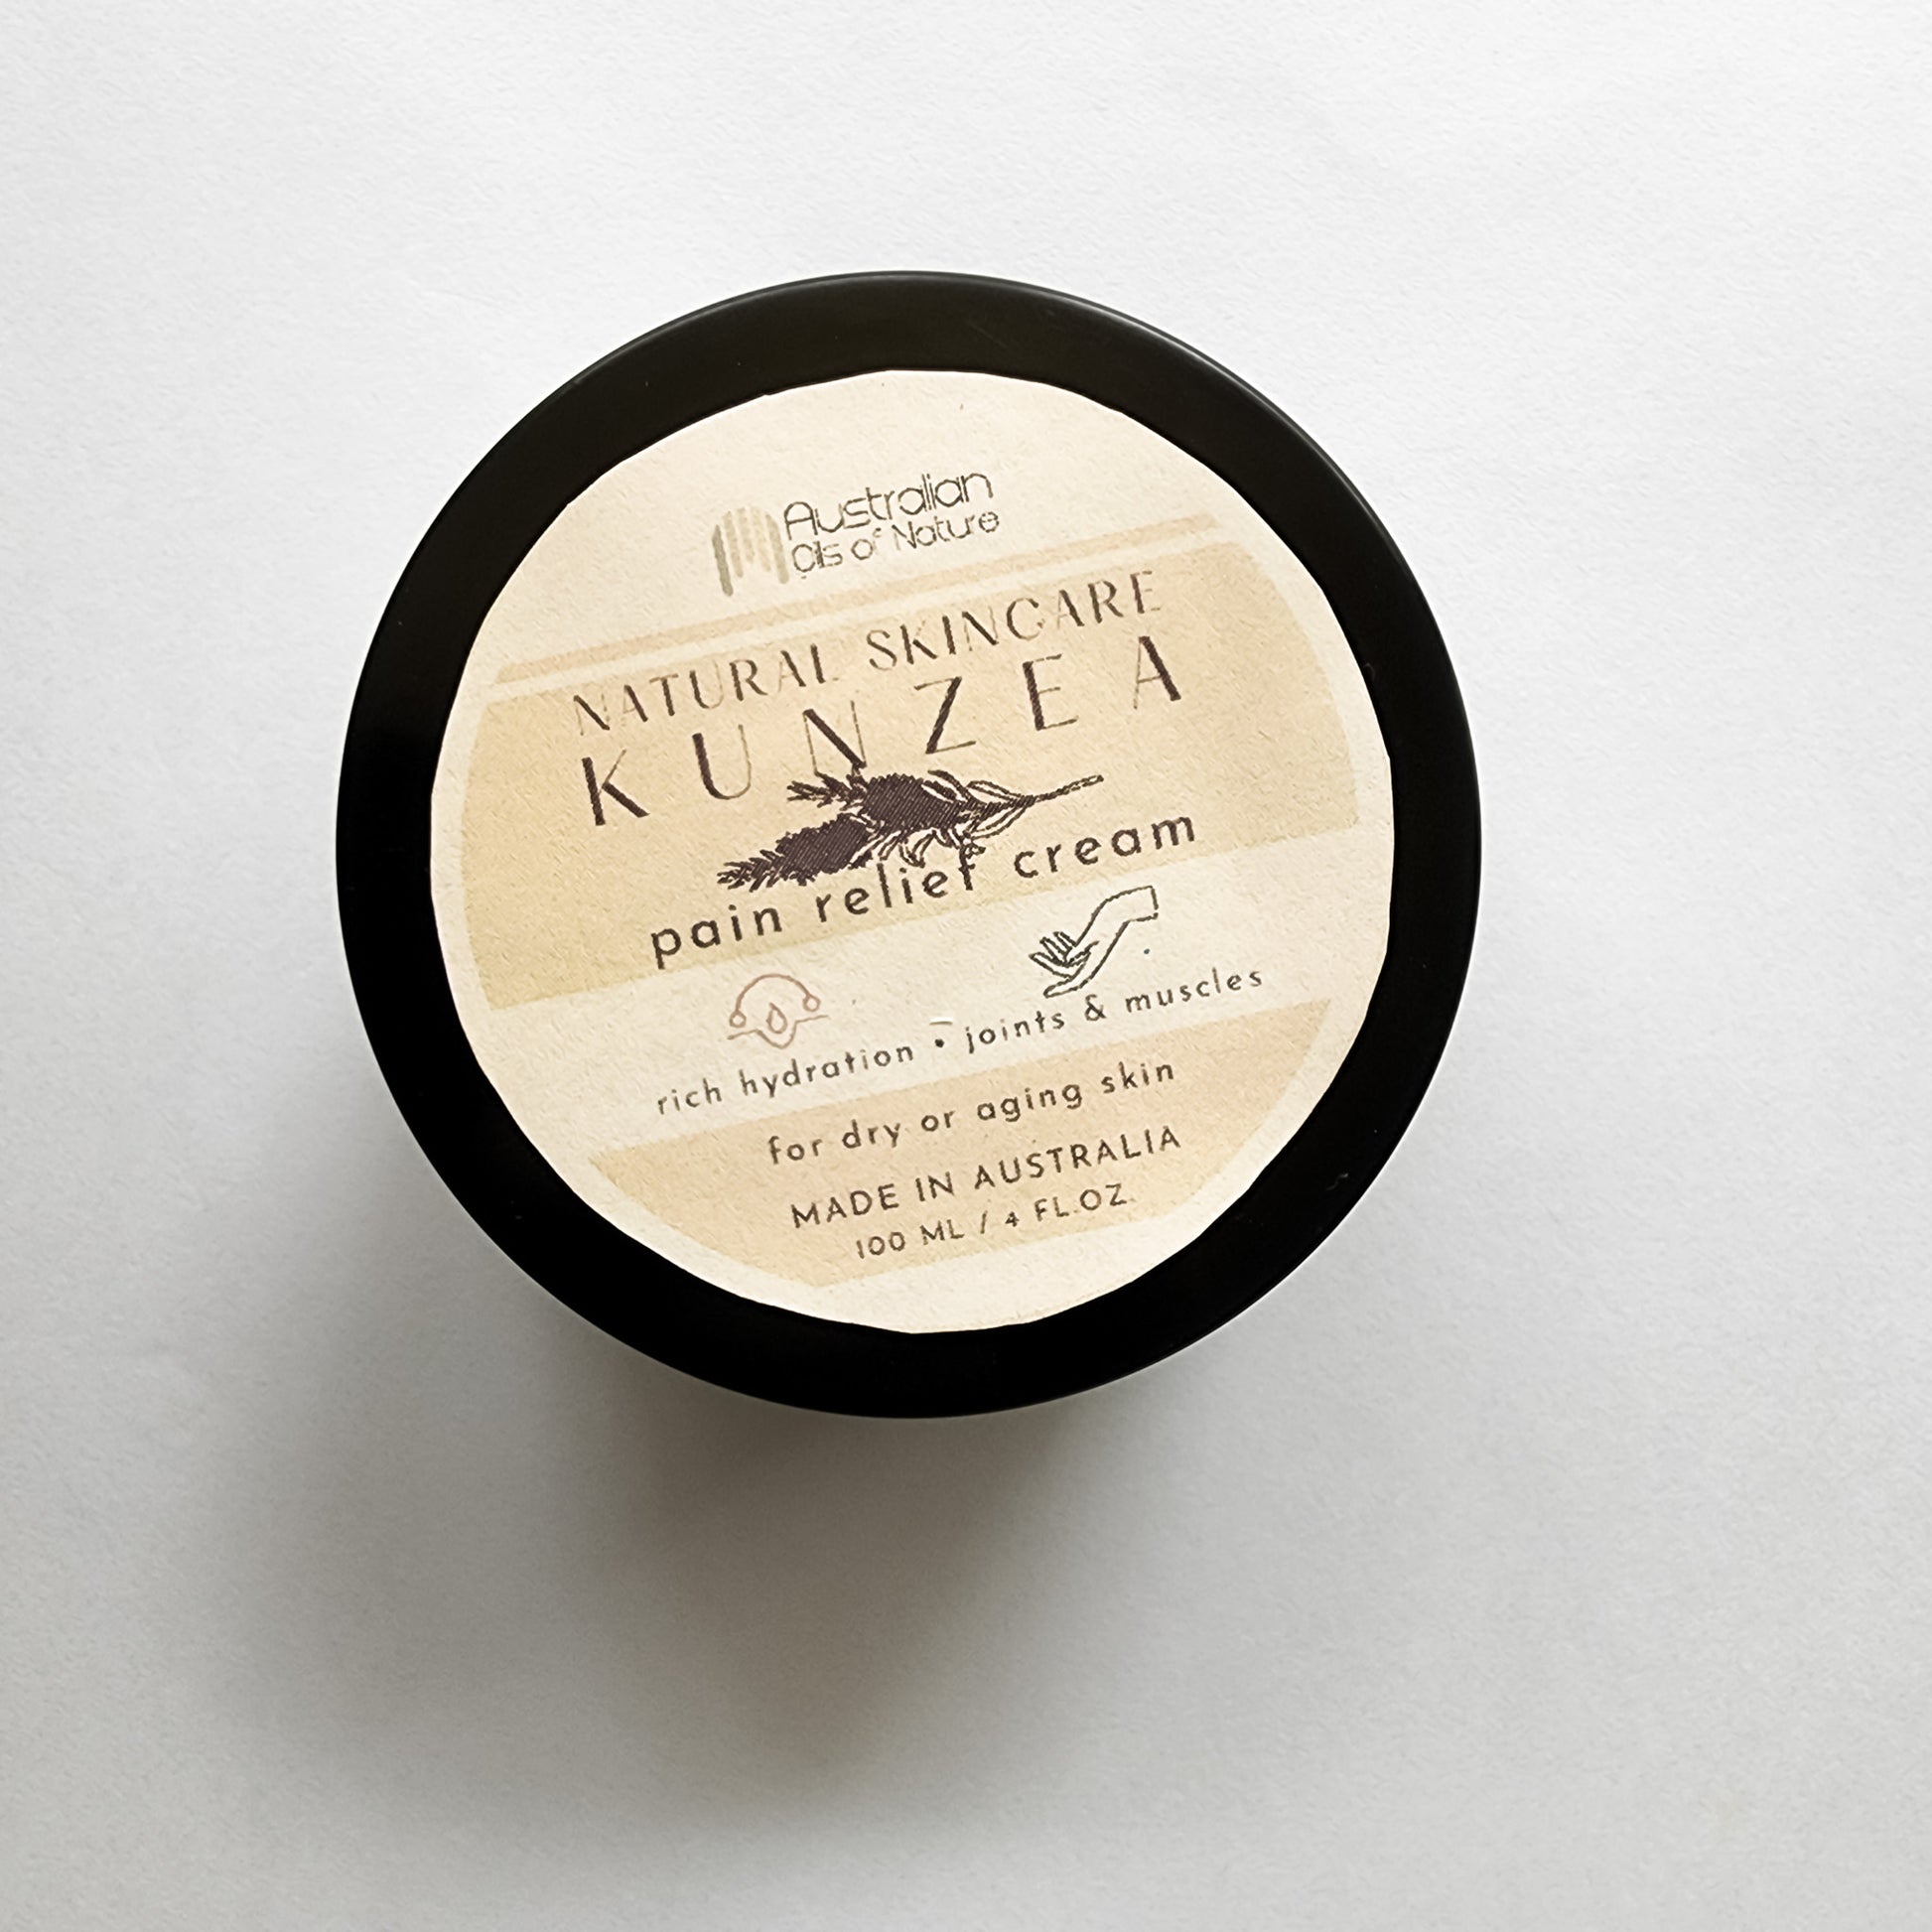 Australian
Oils of Nature
NATURAL SKINCARE
KUNZEA
pain relief cream
rich hydration • joints & muscles
for dry or aging skin
MADE IN AUSTRALIA
100 ML / 4 FL.OZ.